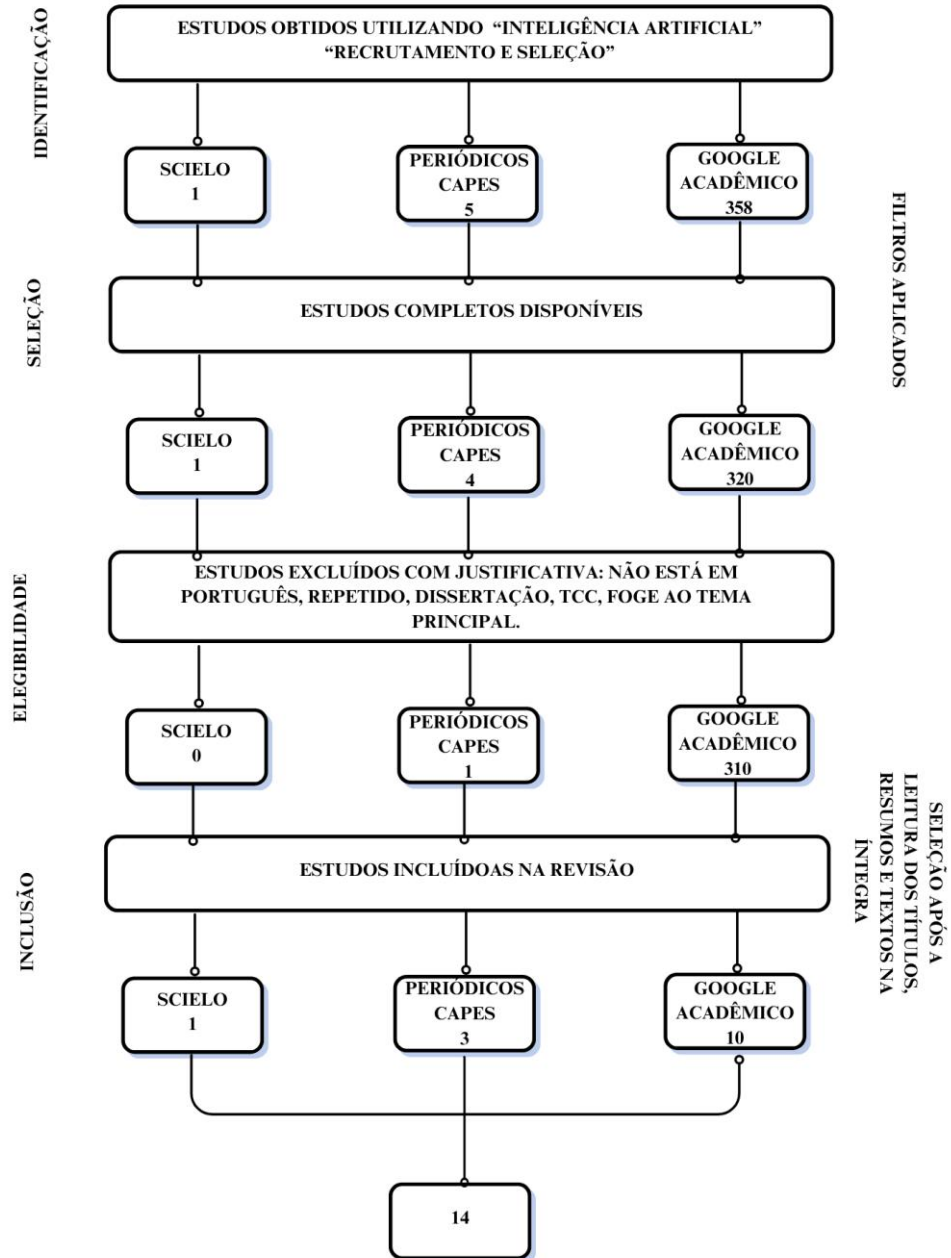 IDENTIFICAÇÃO
ESTUDOS OBTIDOS UTILIZANDO “INTELIGÊNCIA ARTIFICIAL”
“RECRUTAMENTO E SELEÇÃO”
SCIELO
1
PERIÓDICOS
CAPES
5
GOOGLE
ACADÊMICO
358
FILTROS APLICADOS
SELEÇÃO
ESTUDOS COMPLETOS DISPONÍVEIS
SCIELO
1
PERIÓDICOS
CAPES
4
GOOGLE
ACADÊMICO
320
ELEGIBILIDADE
ESTUDOS EXCLUÍDOS COM JUSTIFICATIVA: NÃO ESTÁ EM
PORTUGUÊS, REPETIDO, DISSERTAÇÃO, TCC, FOGE AO TEMA
PRINCIPAL.
SCIELO
0
PERIÓDICOS
CAPES
1
GOOGLE
ACADÊMICO
310
SELEÇÃO APÓS A
LEITURA DOS TÍTULOS,
RESUMOS E TEXTOS NA
ÍNTEGRA
INCLUSÃO
ESTUDOS INCLUÍDOAS NA REVISÃO
SCIELO
1
PERIÓDICOS
CAPES
3
GOOGLE
ACADÊMICO
10
14